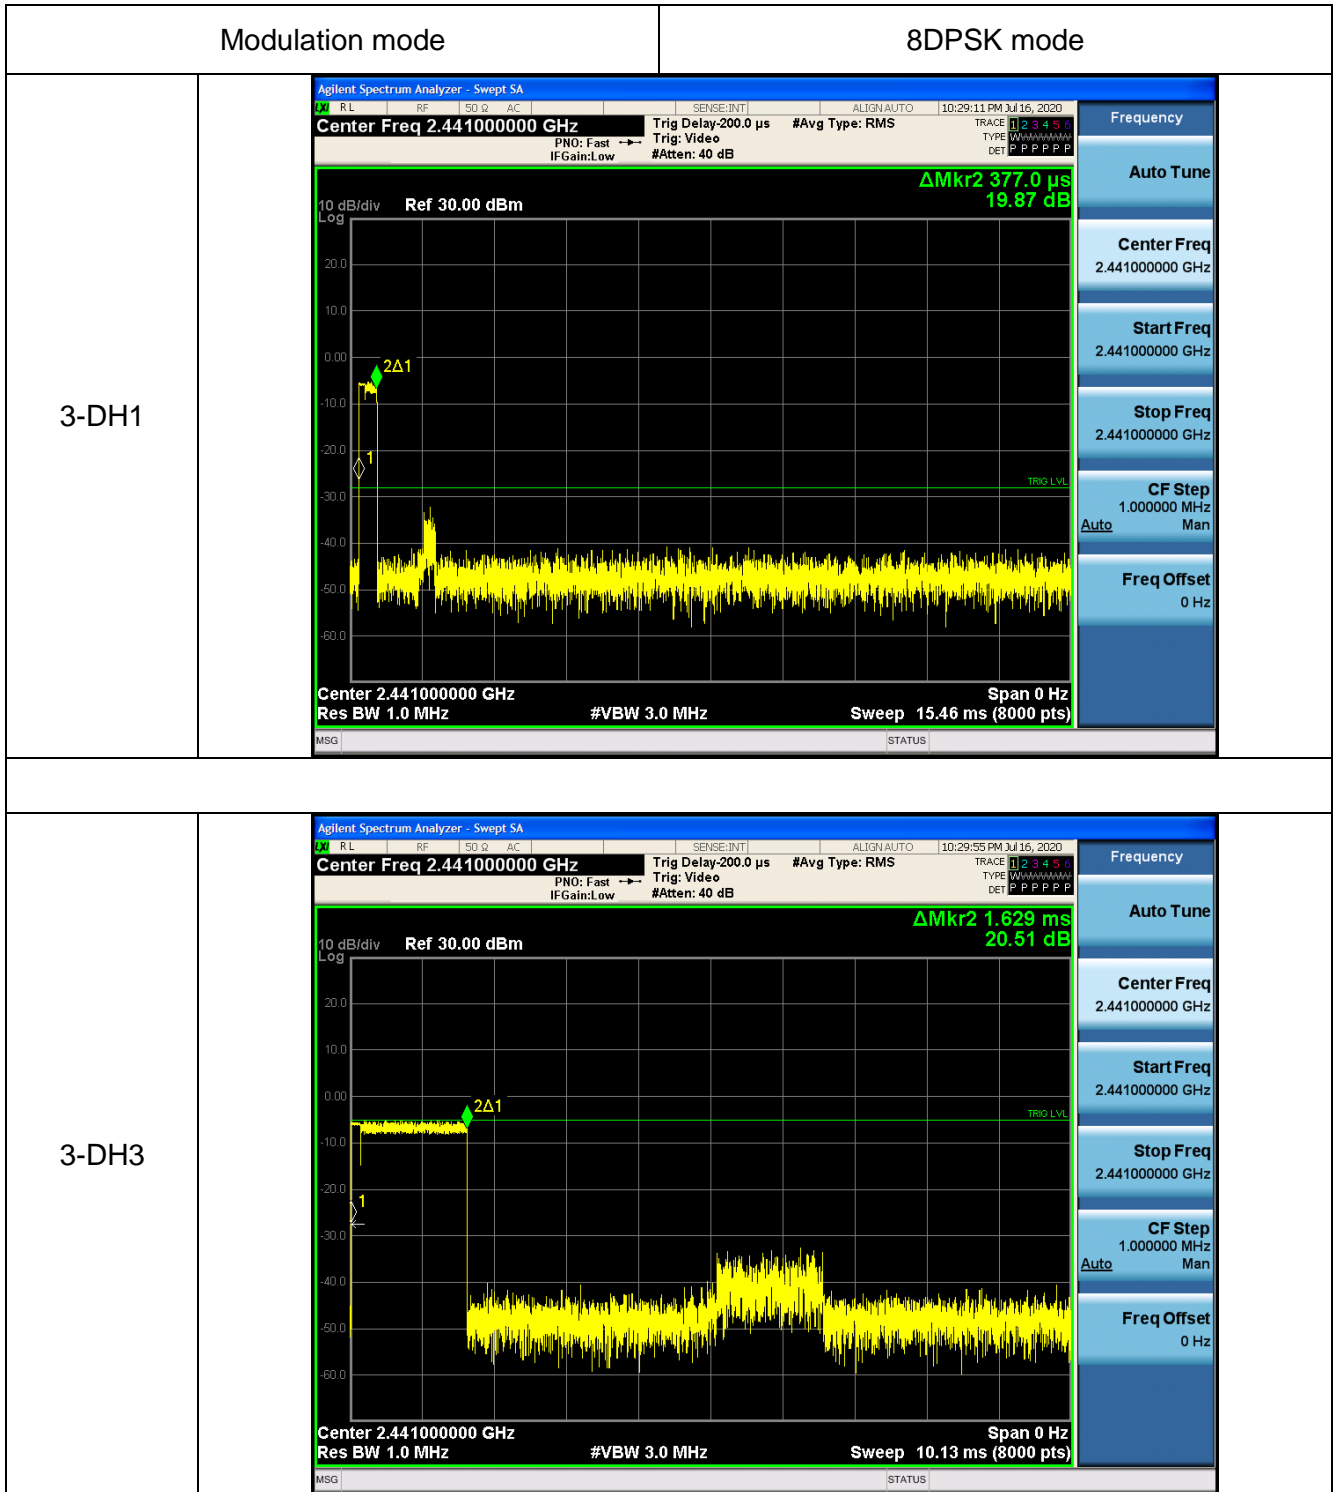 Modulation mode 8DPSK mode
3-DH1
Agilent Spectrum Analyzer - Swept SA
LXI RL RF 50 Ω AC SENSE:INT ALIGN AUTO 10:29:11 PM Jul 16, 2020
Center Freq 2.441000000 GHz Trig Delay-200.0 µs #Avg Type: RMS TRACE 1 2 3 4 5 6
PNO: Fast Trig: Video TYPE WWWWWW
IFGain:Low #Atten: 40 dB DET P P P P P P
ΔMkr2 377.0 µs
19.87 dB
10 dB/div Ref 30.00 dBm
Log
20.0
10.0
0.00
-10.0
-20.0
-30.0
-40.0
-50.0
-60.0
2Δ1
1
TRIG LVL
Center 2.441000000 GHz Span 0 Hz
Res BW 1.0 MHz #VBW 3.0 MHz Sweep 15.46 ms (8000 pts)
MSG STATUS
Frequency
Auto Tune
Center Freq
2.441000000 GHz
Start Freq
2.441000000 GHz
Stop Freq
2.441000000 GHz
CF Step
1.000000 MHz
Auto Man
Freq Offset
0 Hz
3-DH3
Agilent Spectrum Analyzer - Swept SA
LXI RL RF 50 Ω AC SENSE:INT ALIGN AUTO 10:29:55 PM Jul 16, 2020
Center Freq 2.441000000 GHz Trig Delay-200.0 µs #Avg Type: RMS TRACE 1 2 3 4 5 6
PNO: Fast Trig: Video TYPE WWWWWW
IFGain:Low #Atten: 40 dB DET P P P P P P
ΔMkr2 1.629 ms
20.51 dB
10 dB/div Ref 30.00 dBm
Log
20.0
10.0
0.00
-10.0
-20.0
-30.0
-40.0
-50.0
-60.0
2Δ1
1
TRIG LVL
Center 2.441000000 GHz Span 0 Hz
Res BW 1.0 MHz #VBW 3.0 MHz Sweep 10.13 ms (8000 pts)
MSG STATUS
Frequency
Auto Tune
Center Freq
2.441000000 GHz
Start Freq
2.441000000 GHz
Stop Freq
2.441000000 GHz
CF Step
1.000000 MHz
Auto Man
Freq Offset
0 Hz